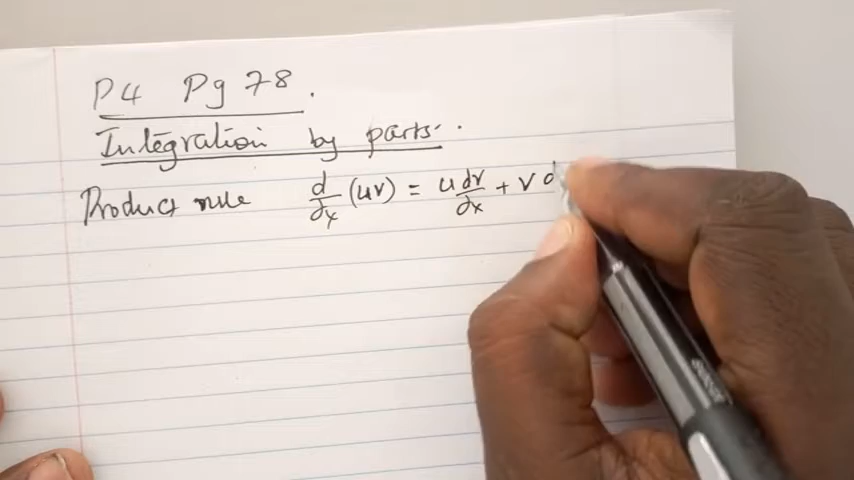 P4 Pg 78.
Integration by parts.
Product rule d/dx (uv) = u dv/dx + v d